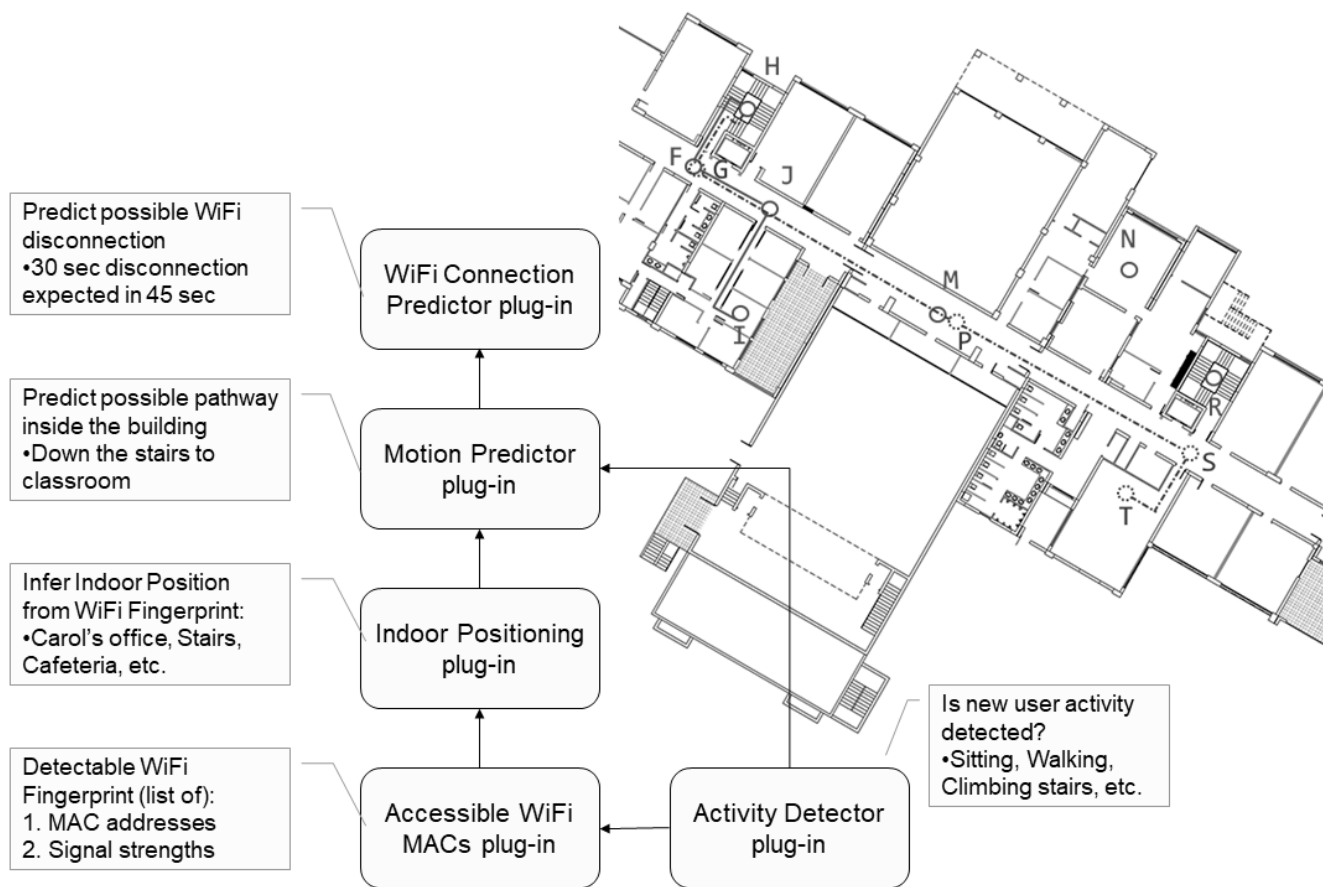 H
F
G
J
N
M
I
P
R
S
T
Predict possible WiFi
disconnection
•30 sec disconnection
expected in 45 sec
WiFi Connection
Predictor plug-in
Predict possible pathway
inside the building
•Down the stairs to
classroom
Motion Predictor
plug-in
Infer Indoor Position
from WiFi Fingerprint:
•Carol's office, Stairs,
Cafeteria, etc.
Indoor Positioning
plug-in
Is new user activity
detected?
•Sitting, Walking,
Climbing stairs, etc.
Detectable WiFi
Fingerprint (list of):
1. MAC addresses
2. Signal strengths
Accessible WiFi
MACs plug-in
Activity Detector
plug-in